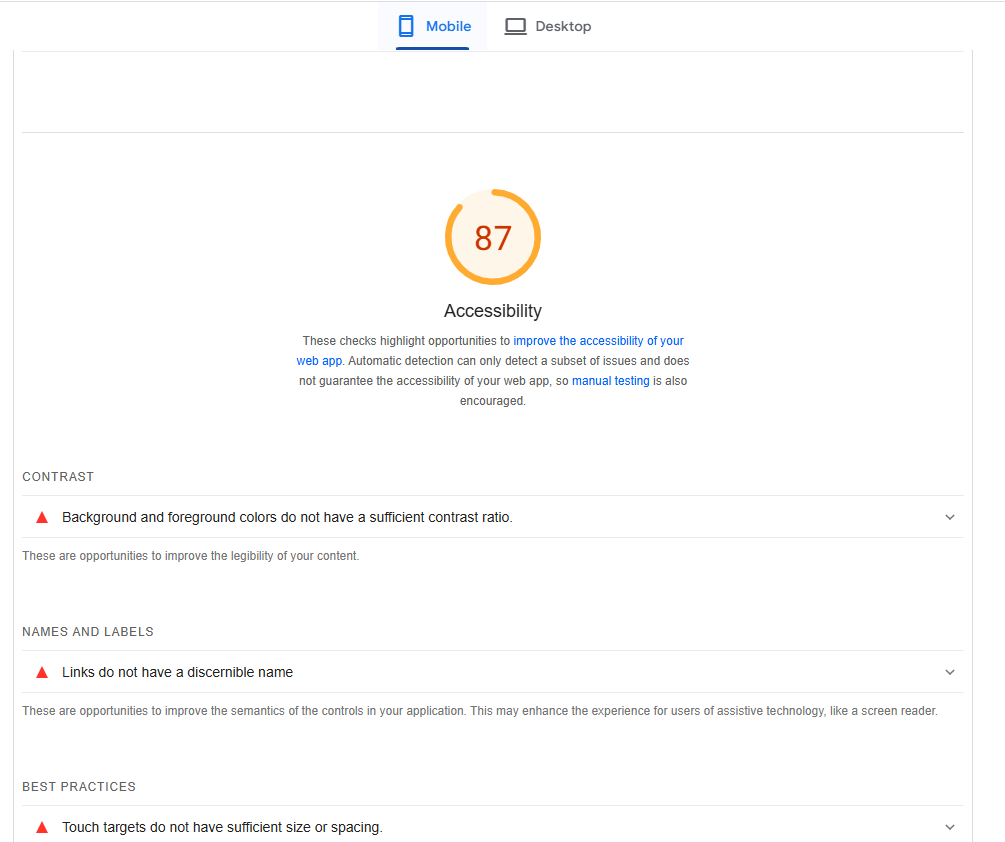 Mobile
Desktop
87
Accessibility
These checks highlight opportunities to improve the accessibility of your
web app. Automatic detection can only detect a subset of issues and does
not guarantee the accessibility of your web app, so manual testing is also
encouraged.
CONTRAST
Background and foreground colors do not have a sufficient contrast ratio.
These are opportunities to improve the legibility of your content.
NAMES AND LABELS
Links do not have a discernible name
These are opportunities to improve the semantics of the controls in your application. This may enhance the experience for users of assistive technology, like a screen reader.
BEST PRACTICES
Touch targets do not have sufficient size or spacing.